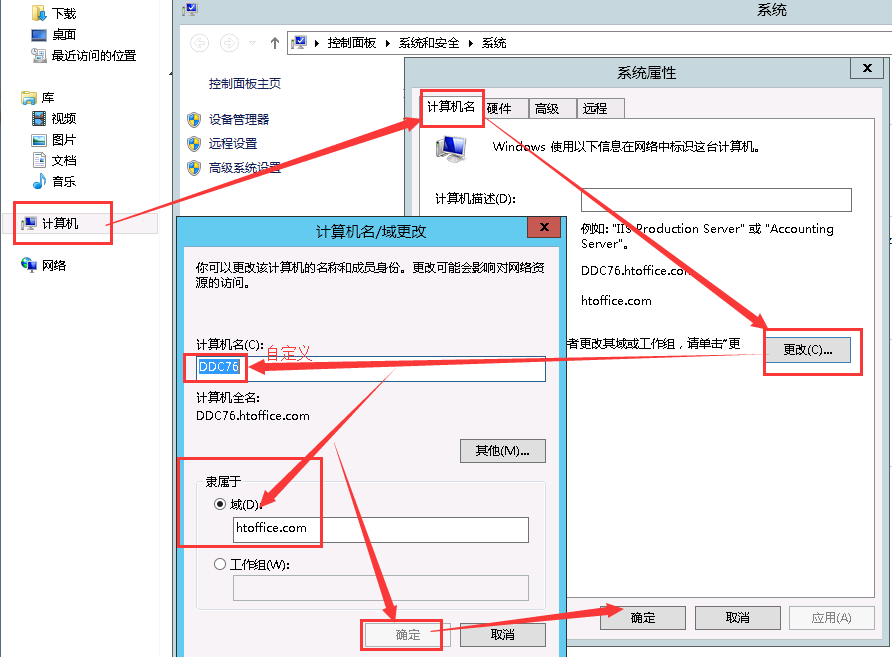 下载
桌面
最近访问的位置
库
视频
图片
文档
音乐
计算机
网络
系统
控制面板 系统和安全 系统
控制面板主页
设备管理器
远程设置
高级系统设置
系统属性
计算机名 硬件 高级 远程
Windows 使用以下信息在网络中标识这台计算机。
计算机描述(D):
例如: "IIS Production Server" 或 "Accounting
Server"。
DDC76.htoffice.com
htoffice.com
者更改其域或工作组，请单击"更
更改(C)...
确定 取消 应用(A)
计算机名/域更改
你可以更改该计算机的名称和成员身份。更改可能会影响对网络资
源的访问。
计算机名(C):
自定义
DDC76
计算机全名:
DDC76.htoffice.com
其他(M)...
隶属于
域(D):
htoffice.com
工作组(W):
确定 取消